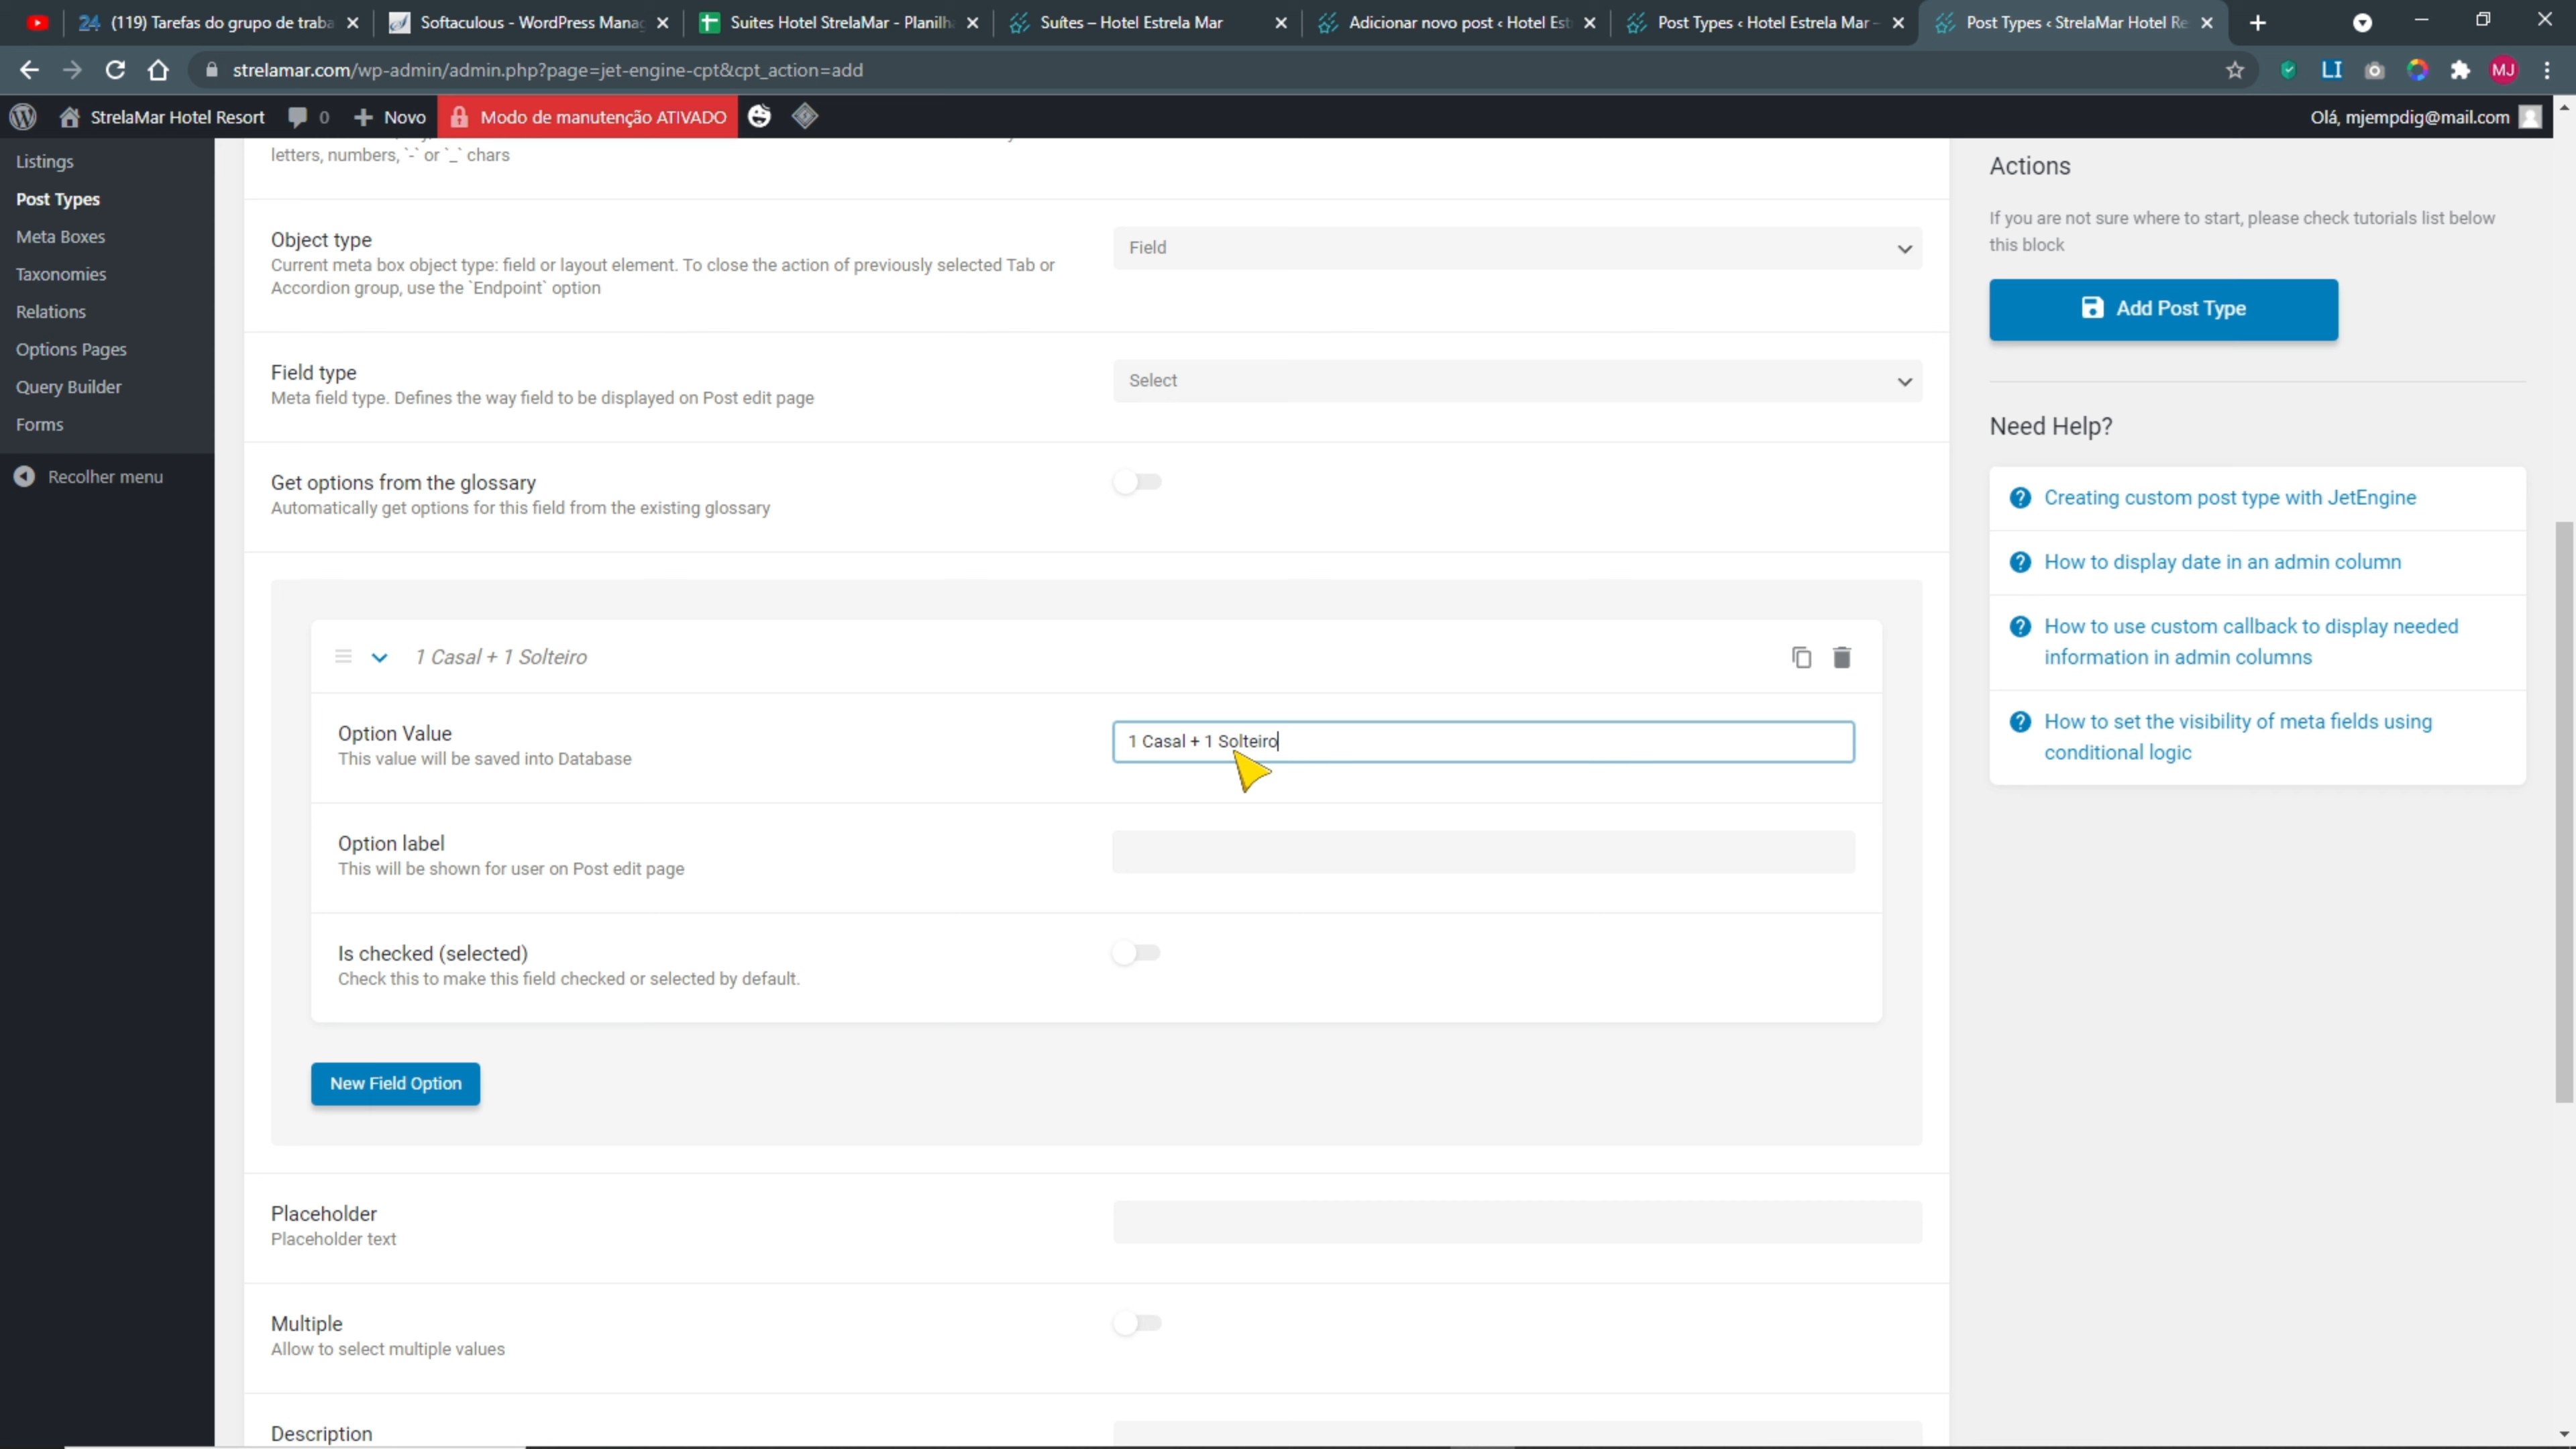 (119) Tarefas do grupo de traba
Softaculous - WordPress Manag
Suites Hotel StrelaMar - Planilh
Suítes – Hotel Estrela Mar
Adicionar novo post ‹ Hotel Est
Post Types ‹ Hotel Estrela Mar –
Post Types ‹ StrelaMar Hotel Re
strelamar.com/wp-admin/admin.php?page=jet-engine-cpt&cpt_action=add
LI
MJ
StrelaMar Hotel Resort
0
Novo
Modo de manutenção ATIVADO
Olá, mjempdig@mail.com
Listings
Post Types
Meta Boxes
Taxonomies
Relations
Options Pages
Query Builder
Forms
Recolher menu
letters, numbers, `-` or `_` chars
Object type
Current meta box object type: field or layout element. To close the action of previously selected Tab or
Accordion group, use the `Endpoint` option
Field
Field type
Meta field type. Defines the way field to be displayed on Post edit page
Select
Get options from the glossary
Automatically get options for this field from the existing glossary
1 Casal + 1 Solteiro
Option Value
This value will be saved into Database
1 Casal + 1 Solteiro
Option label
This will be shown for user on Post edit page
Is checked (selected)
Check this to make this field checked or selected by default.
New Field Option
Placeholder
Placeholder text
Multiple
Allow to select multiple values
Description
Actions
If you are not sure where to start, please check tutorials list below
this block
Add Post Type
Need Help?
Creating custom post type with JetEngine
How to display date in an admin column
How to use custom callback to display needed
information in admin columns
How to set the visibility of meta fields using
conditional logic